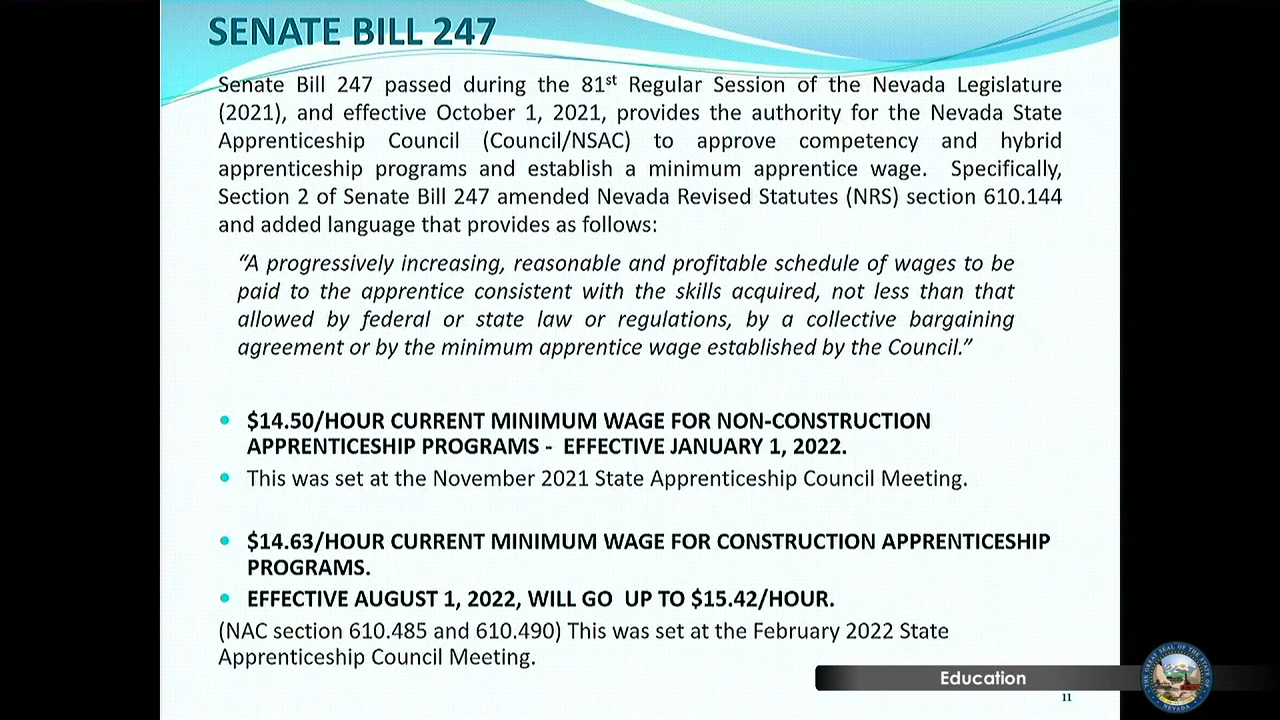 SENATE BILL 247
Senate Bill 247 passed during the 81st Regular Session of the Nevada Legislature
(2021), and effective October 1, 2021, provides the authority for the Nevada State
Apprenticeship Council (Council/NSAC) to approve competency and hybrid
apprenticeship programs and establish a minimum apprentice wage. Specifically,
Section 2 of Senate Bill 247 amended Nevada Revised Statutes (NRS) section 610.144
and added language that provides as follows:
“A progressively increasing, reasonable and profitable schedule of wages to be
paid to the apprentice consistent with the skills acquired, not less than that
allowed by federal or state law or regulations, by a collective bargaining
agreement or by the minimum apprentice wage established by the Council.”
• $14.50/HOUR CURRENT MINIMUM WAGE FOR NON-CONSTRUCTION
APPRENTICESHIP PROGRAMS - EFFECTIVE JANUARY 1, 2022.
• This was set at the November 2021 State Apprenticeship Council Meeting.
• $14.63/HOUR CURRENT MINIMUM WAGE FOR CONSTRUCTION APPRENTICESHIP
PROGRAMS.
• EFFECTIVE AUGUST 1, 2022, WILL GO UP TO $15.42/HOUR.
(NAC section 610.485 and 610.490) This was set at the February 2022 State
Apprenticeship Council Meeting.
Education
THE GREAT SEAL OF THE STATE OF NEVADA
11